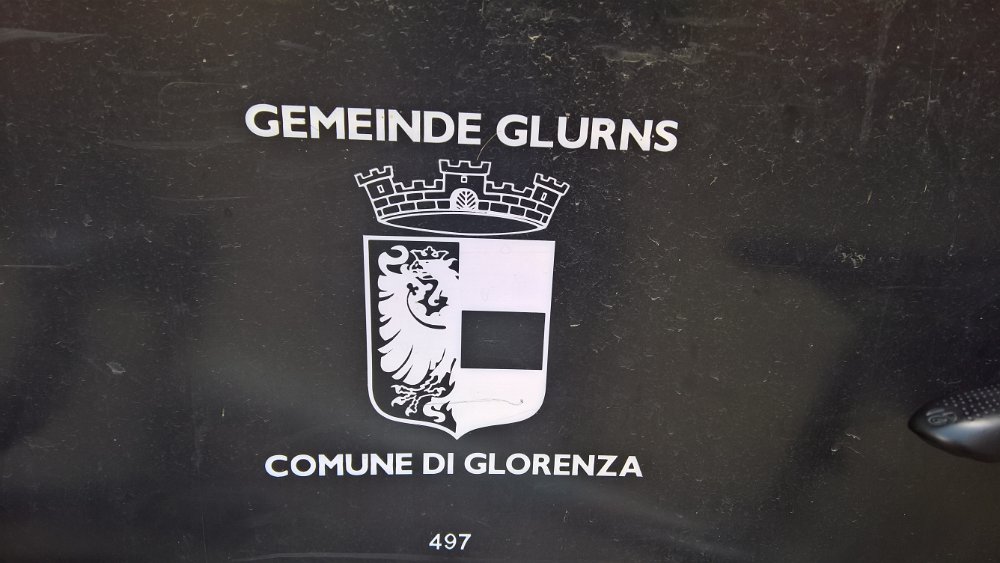 GEMEINDE GLURNS
COMUNE DI GLORENZA
497